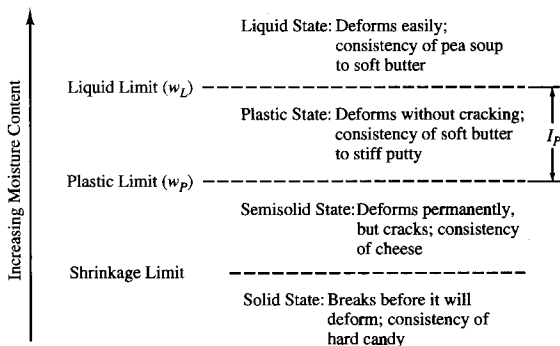 Increasing Moisture Content
Liquid State: Deforms easily;
consistency of pea soup
to soft butter
Liquid Limit (w_L)
Plastic State: Deforms without cracking;
consistency of soft butter
to stiff putty
I_P
Plastic Limit (w_P)
Semisolid State: Deforms permanently,
but cracks; consistency
of cheese
Shrinkage Limit
Solid State: Breaks before it will
deform; consistency of
hard candy